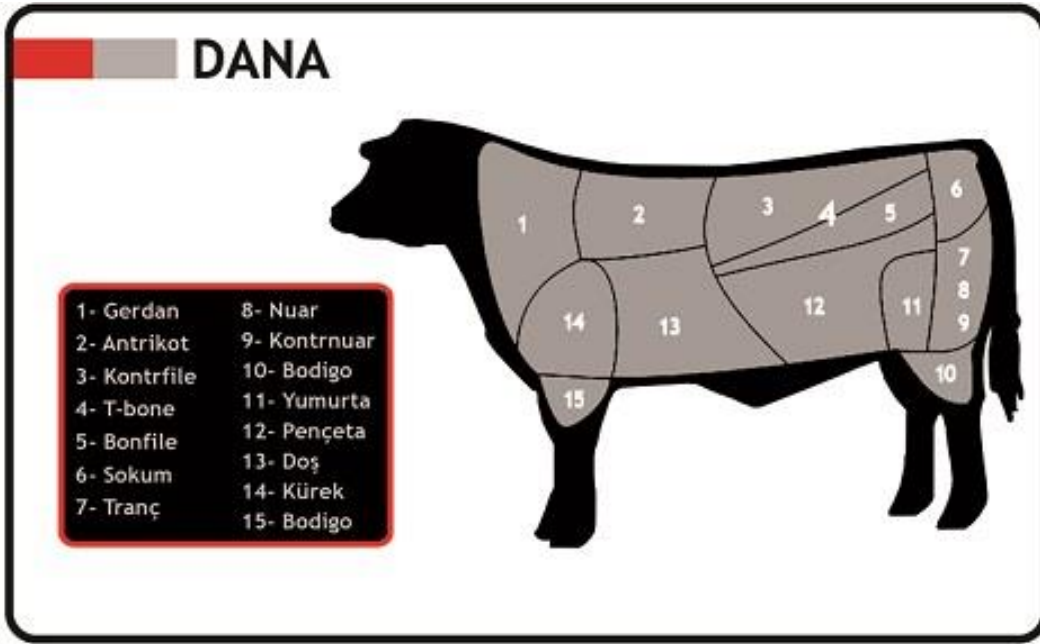 DANA
1- Gerdan
2- Antrikot
3- Kontrfile
4- T-bone
5- Bonfile
6- Sokum
7- Tranç
8- Nuar
9- Kontrnuar
10- Bodigo
11- Yumurta
12- Pençeta
13- Doş
14- Kürek
15- Bodigo
1
2
3
4
5
6
7
8
9
10
11
12
13
14
15